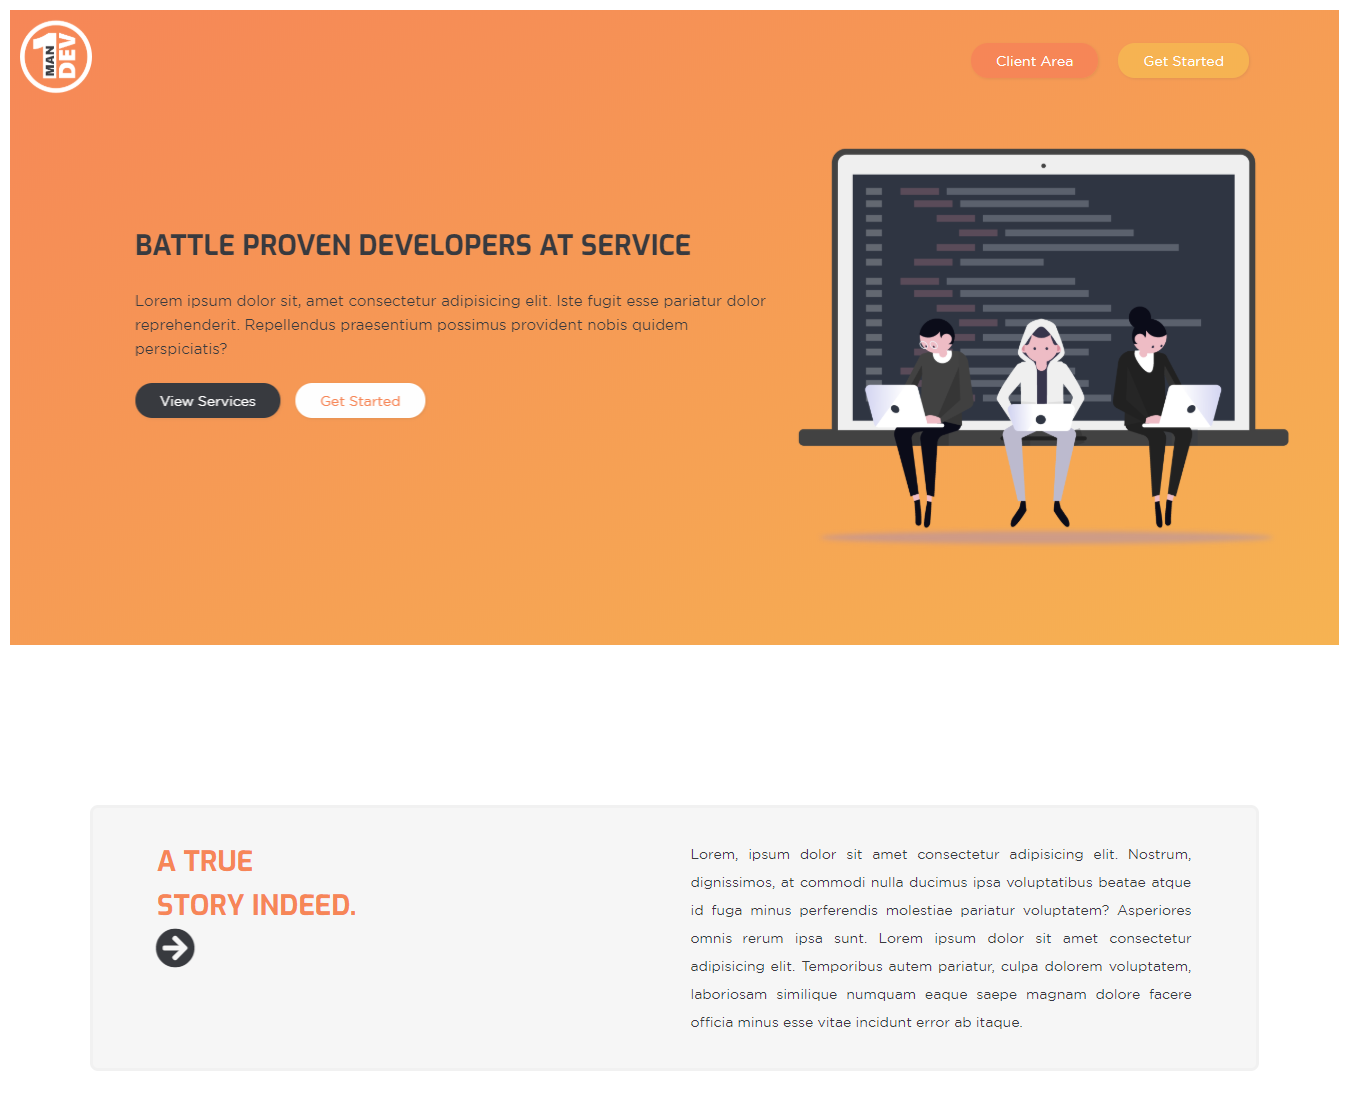 1 MAN DEV
Client Area
Get Started
BATTLE PROVEN DEVELOPERS AT SERVICE
Lorem ipsum dolor sit, amet consectetur adipisicing elit. Iste fugit esse pariatur dolor
reprehenderit. Repellendus praesentium possimus provident nobis quidem
perspiciatis?
View Services
Get Started
A TRUE
STORY INDEED.
Lorem, ipsum dolor sit amet consectetur adipisicing elit. Nostrum,
dignissimos, at commodi nulla ducimus ipsa voluptatibus beatae atque
id fuga minus perferendis molestiae pariatur voluptatem? Asperiores
omnis rerum ipsa sunt. Lorem ipsum dolor sit amet consectetur
adipisicing elit. Temporibus autem pariatur, culpa dolorem voluptatem,
laboriosam similique numquam eaque saepe magnam dolore facere
officia minus esse vitae incidunt error ab itaque.